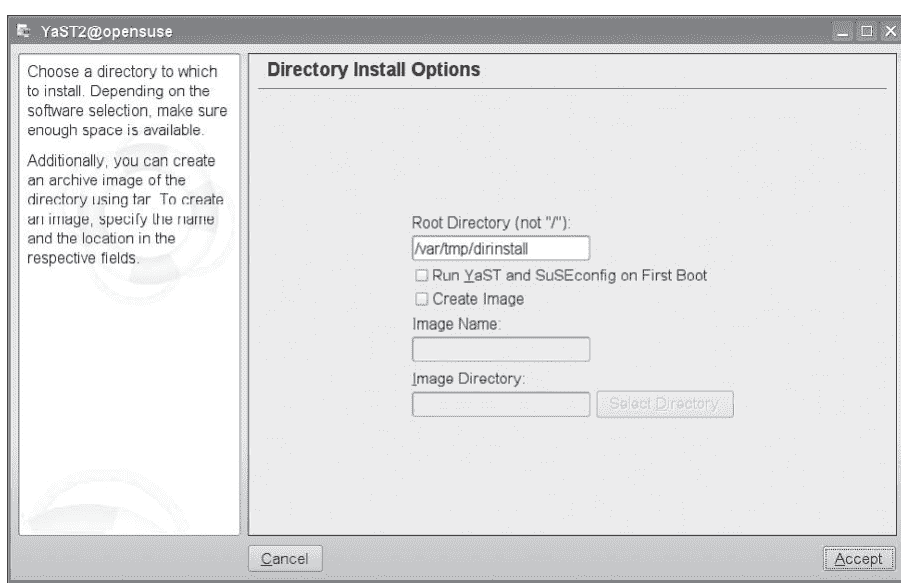 YaST2@opensuse
Choose a directory to which
to install. Depending on the
software selection, make sure
enough space is available.
Additionally, you can create
an archive image of the
directory using tar. To create
an image, specify the name
and the location in the
respective fields.
Directory Install Options
Root Directory (not "/"):
/var/tmp/dirinstall
Run YaST and SuSEconfig on First Boot
Create Image
Image Name:
Image Directory:
Select Directory
Cancel
Accept